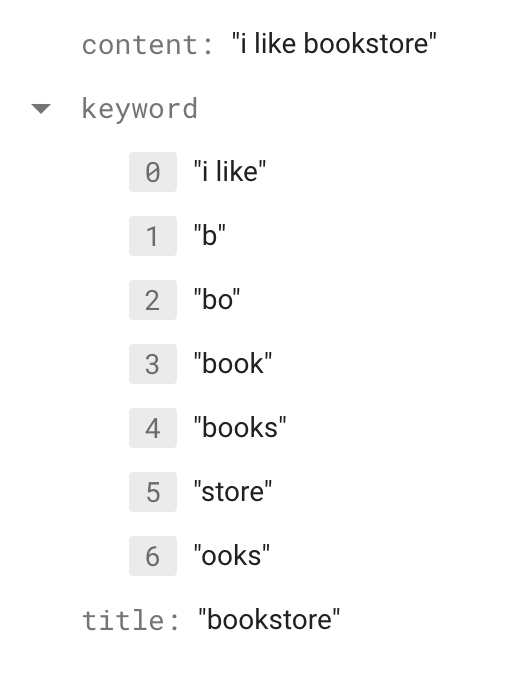 content: "i like bookstore"
keyword
0 "i like"
1 "b"
2 "bo"
3 "book"
4 "books"
5 "store"
6 "ooks"
title: "bookstore"